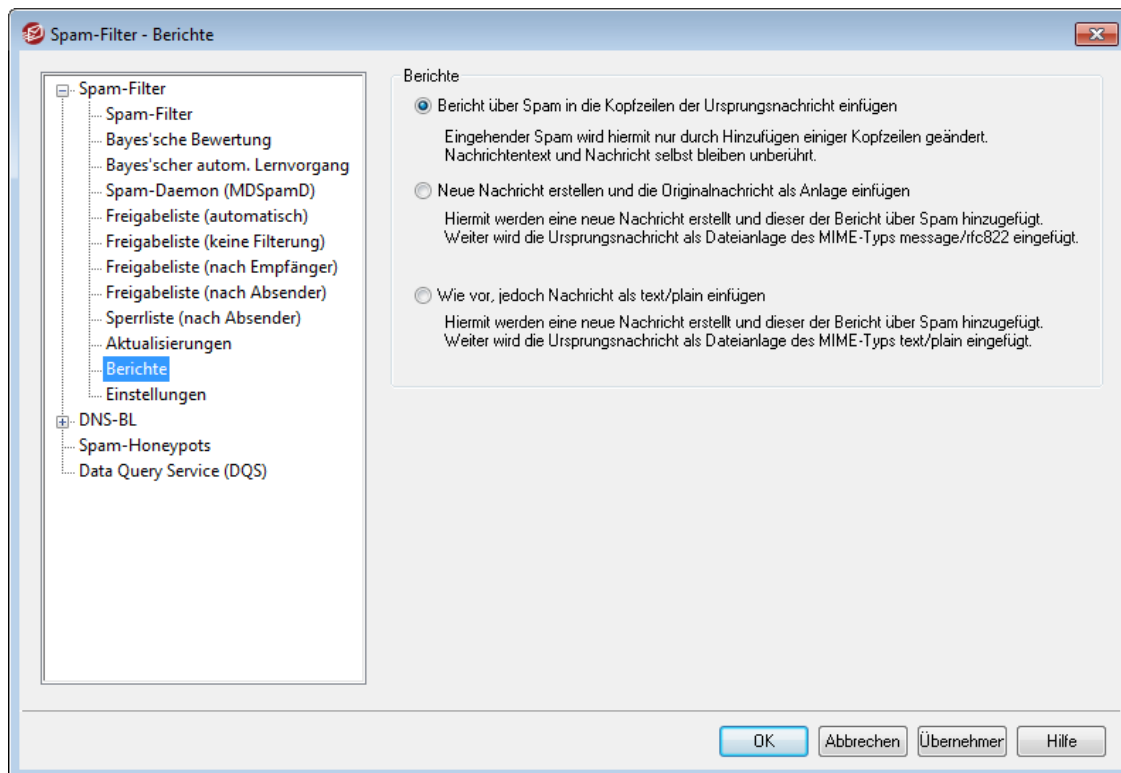 Spam-Filter - Berichte
Spam-Filter
Spam-Filter
Bayes'sche Bewertung
Bayes'scher autom. Lernvorgang
Spam-Daemon (MDSpamD)
Freigabeliste (automatisch)
Freigabeliste (keine Filterung)
Freigabeliste (nach Empfänger)
Freigabeliste (nach Absender)
Sperrliste (nach Absender)
Aktualisierungen
Berichte
Einstellungen
DNS-BL
Spam-Honeypots
Data Query Service (DQS)
Berichte
Bericht über Spam in die Kopfzeilen der Ursprungsnachricht einfügen
Eingehender Spam wird hiermit nur durch Hinzufügen einiger Kopfzeilen geändert.
Nachrichtentext und Nachricht selbst bleiben unberührt.
Neue Nachricht erstellen und die Originalnachricht als Anlage einfügen
Hiermit werden eine neue Nachricht erstellt und dieser der Bericht über Spam hinzugefügt.
Weiter wird die Ursprungsnachricht als Dateianlage des MIME-Typs message/rfc822 eingefügt.
Wie vor, jedoch Nachricht als text/plain einfügen
Hiermit werden eine neue Nachricht erstellt und dieser der Bericht über Spam hinzugefügt.
Weiter wird die Ursprungsnachricht als Dateianlage des MIME-Typs text/plain eingefügt.
OK
Abbrechen
Übernehmer
Hilfe